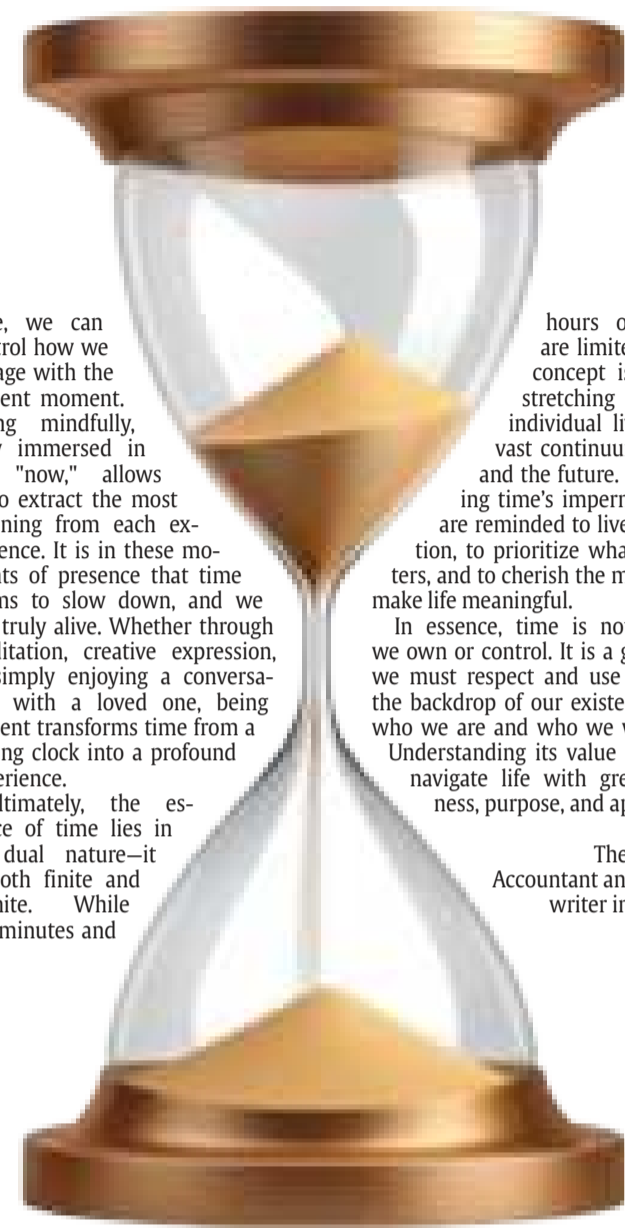 , we can
trol how we
age with the
ent moment.
ng mindfully,
immersed in
"now," allows
o extract the most
ning from each ex-
ence. It is in these mo-
ts of presence that time
ms to slow down, and we
truly alive. Whether through
litation, creative expression,
simply enjoying a conversa-
with a loved one, being
ent transforms time from a
ng clock into a profound
erience.
ltimately, the es-
ce of time lies in
dual nature—it
oth finite and
nite. While
minutes and
hours o
are limite
concept is
stretching
individual li
vast continuu
and the future.
ing time's imperm
are reminded to live
tion, to prioritize wha
ters, and to cherish the m
make life meaningful.
In essence, time is no
we own or control. It is a g
we must respect and use
the backdrop of our existe
who we are and who we
Understanding its value
navigate life with gre
ness, purpose, and ap
The
Accountant an
writer in